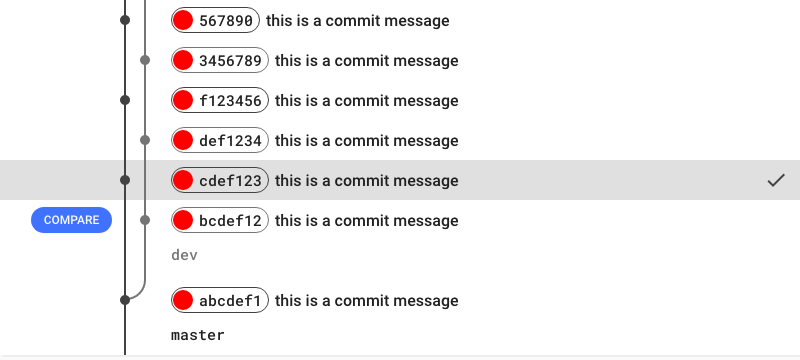 567890 this is a commit message
3456789 this is a commit message
f123456 this is a commit message
def1234 this is a commit message
cdef123 this is a commit message
COMPARE bcdef12 this is a commit message
dev
abcdef1 this is a commit message
master